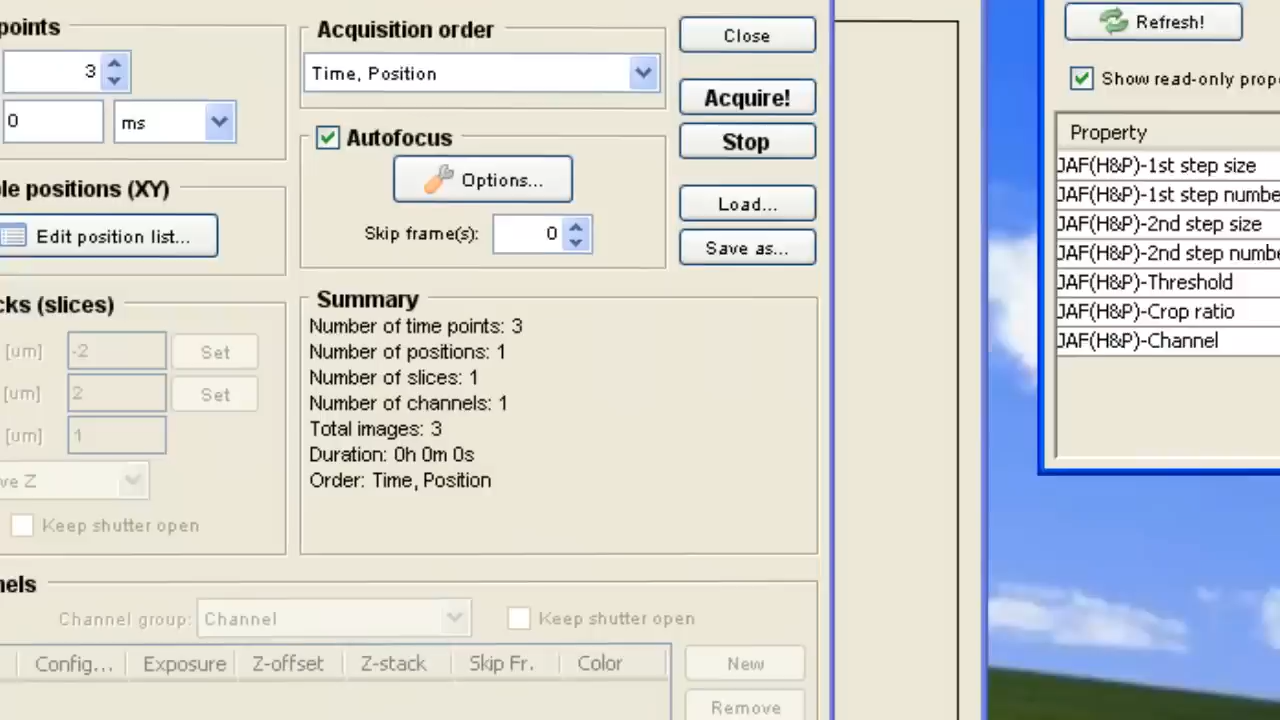 points
3
0
ms
le positions (XY)
Edit position list...
cks (slices)
[um]
-2
Set
[um]
2
Set
[um]
1
ve Z
Keep shutter open
Acquisition order
Time, Position
Autofocus
Options...
Skip frame(s):
0
Close
Acquire!
Stop
Load...
Save as...
Summary
Number of time points: 3
Number of positions: 1
Number of slices: 1
Number of channels: 1
Total images: 3
Duration: 0h 0m 0s
Order: Time, Position
nels
Channel group:
Channel
Keep shutter open
Config...
Exposure
Z-offset
Z-stack
Skip Fr.
Color
New
Remove
Refresh!
Show read-only prope
Property
JAF(H&P)-1st step size
JAF(H&P)-1st step numbe
JAF(H&P)-2nd step size
JAF(H&P)-2nd step numbe
JAF(H&P)-Threshold
JAF(H&P)-Crop ratio
JAF(H&P)-Channel